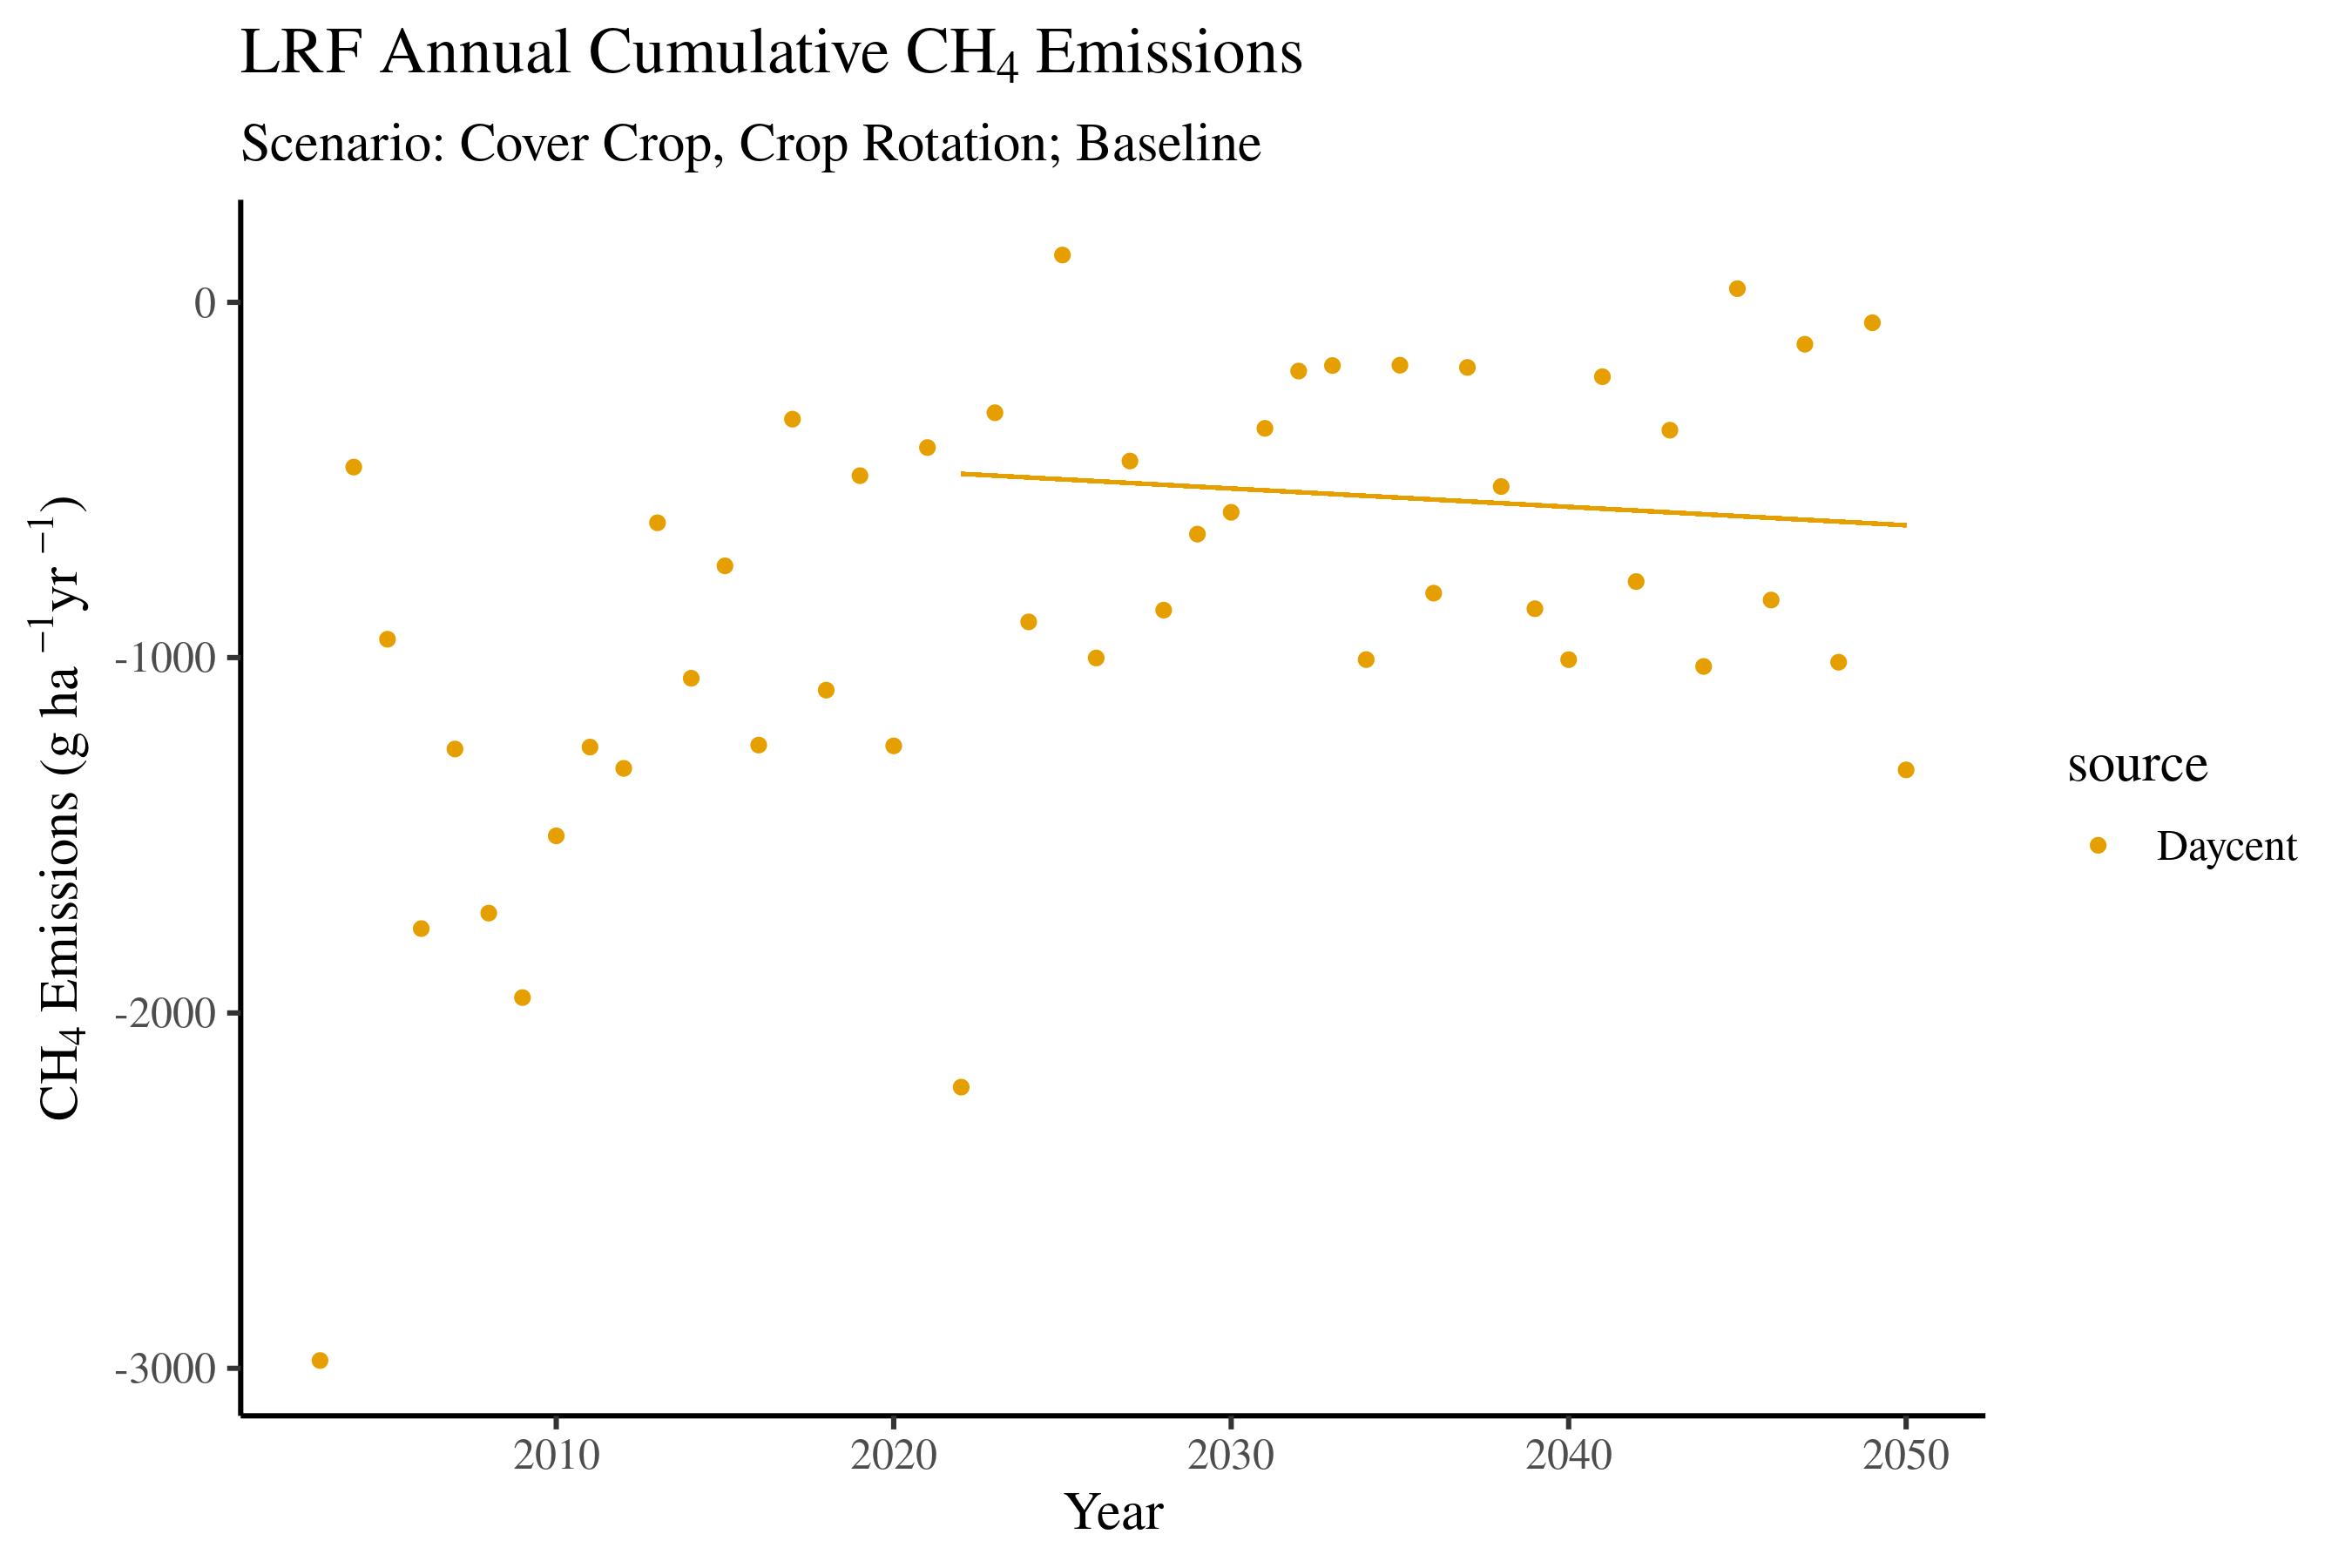 LRF Annual Cumulative CH₄ Emissions
Scenario: Cover Crop, Crop Rotation; Baseline
CH₄ Emissions (g ha ⁻¹yr ⁻¹)
0
-1000
-2000
-3000
2010 2020 2030 2040 2050
Year
source
Daycent